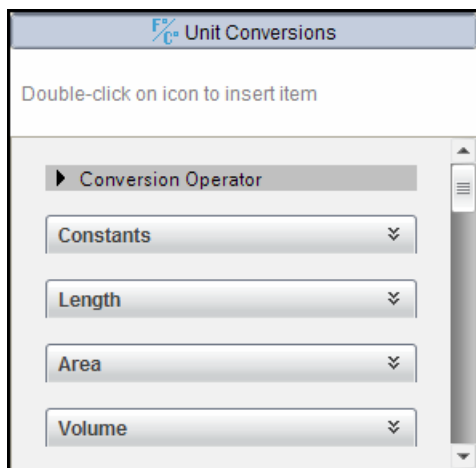 F°/C° Unit Conversions
Double-click on icon to insert item
Conversion Operator
Constants
Length
Area
Volume